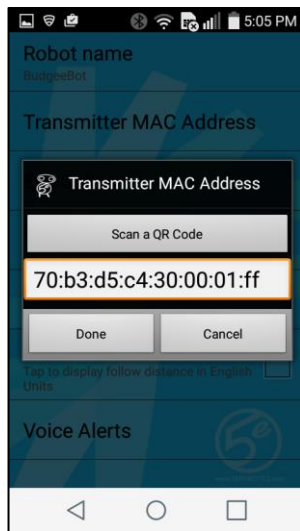 5:05 PM
Robot name
BudgeeBot
Transmitter MAC Address
Transmitter MAC Address
Scan a QR Code
70:b3:d5:c4:30:00:01:ff
Done
Cancel
Tap to display follow distance in English
Units
Voice Alerts
5e